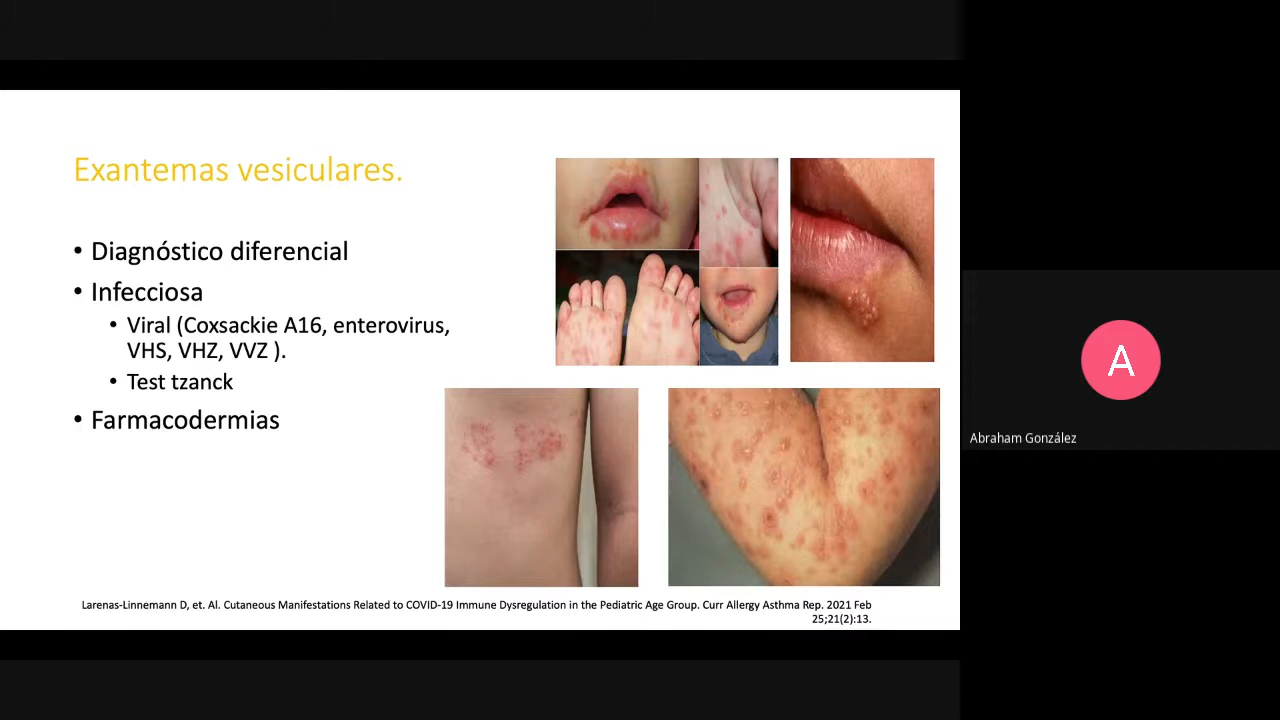 Exantemas vesiculares.
• Diagnóstico diferencial
• Infecciosa
• Viral (Coxsackie A16, enterovirus,
VHS, VHZ, VVZ ).
• Test tzanck
• Farmacodermias
Larenas-Linnemann D, et. Al. Cutaneous Manifestations Related to COVID-19 Immune Dysregulation in the Pediatric Age Group. Curr Allergy Asthma Rep. 2021 Feb
25;21(2):13.
A
Abraham González